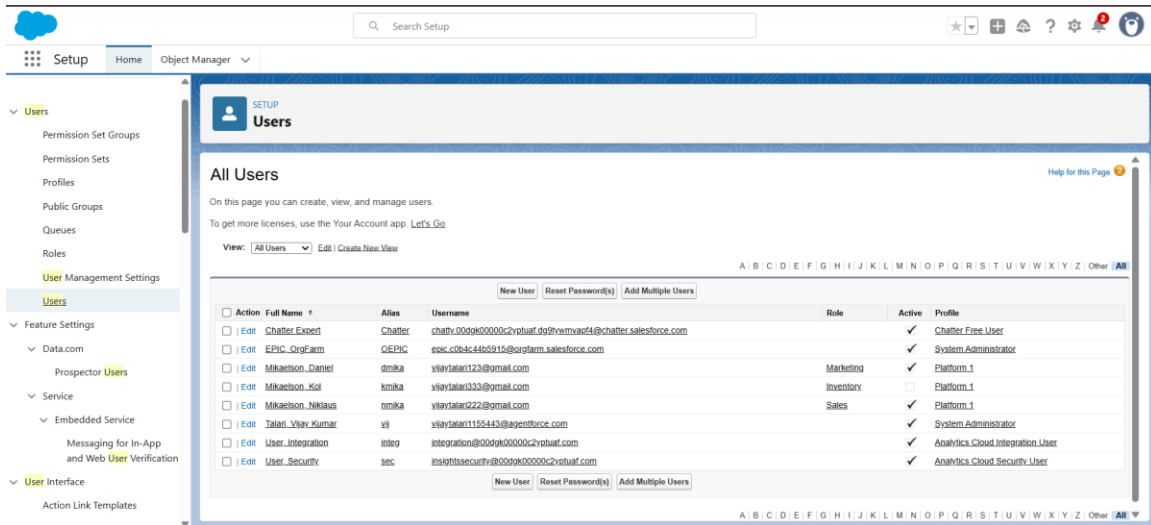 Search Setup
2
Setup Home Object Manager
Users
Permission Set Groups
Permission Sets
Profiles
Public Groups
Queues
Roles
User Management Settings
Users
Feature Settings
Data.com
Prospector Users
Service
Embedded Service
Messaging for In-App
and Web User Verification
User Interface
Action Link Templates
SETUP
Users
All Users
Help for this Page ?
On this page you can create, view, and manage users.
To get more licenses, use the Your Account app. Let's Go
View: All Users Edit | Create New View
A | B | C | D | E | F | G | H | I | J | K | L | M | N | O | P | Q | R | S | T | U | V | W | X | Y | Z | Other All
New User Reset Password(s) Add Multiple Users
Action Full Name ↑ Alias Username Role Active Profile
| Edit Chatter Expert Chatter Chatter Free User
| Edit EPIC, OrgFarm OEPIC epic.c0b4c44b5915@orgfarm.salesforce.com System Administrator
| Edit Mikaelson, Daniel dmika vijaytalari123@gmail.com Marketing Platform 1
| Edit Mikaelson, Kol kmika vijaytalari333@gmail.com Inventory Platform 1
| Edit Mikaelson, Niklaus nmika vijaytalari222@gmail.com Sales Platform 1
| Edit Talari, Vijay Kumar vij vijaytalari1155443@agentforce.com System Administrator
| Edit User, Integration integ integration@00dgk00000c2yptuaf.com Analytics Cloud Integration User
| Edit User, Security sec insightssecurity@00dgk00000c2yptuaf.com Analytics Cloud Security User
New User Reset Password(s) Add Multiple Users
A | B | C | D | E | F | G | H | I | J | K | L | M | N | O | P | Q | R | S | T | U | V | W | X | Y | Z | Other All